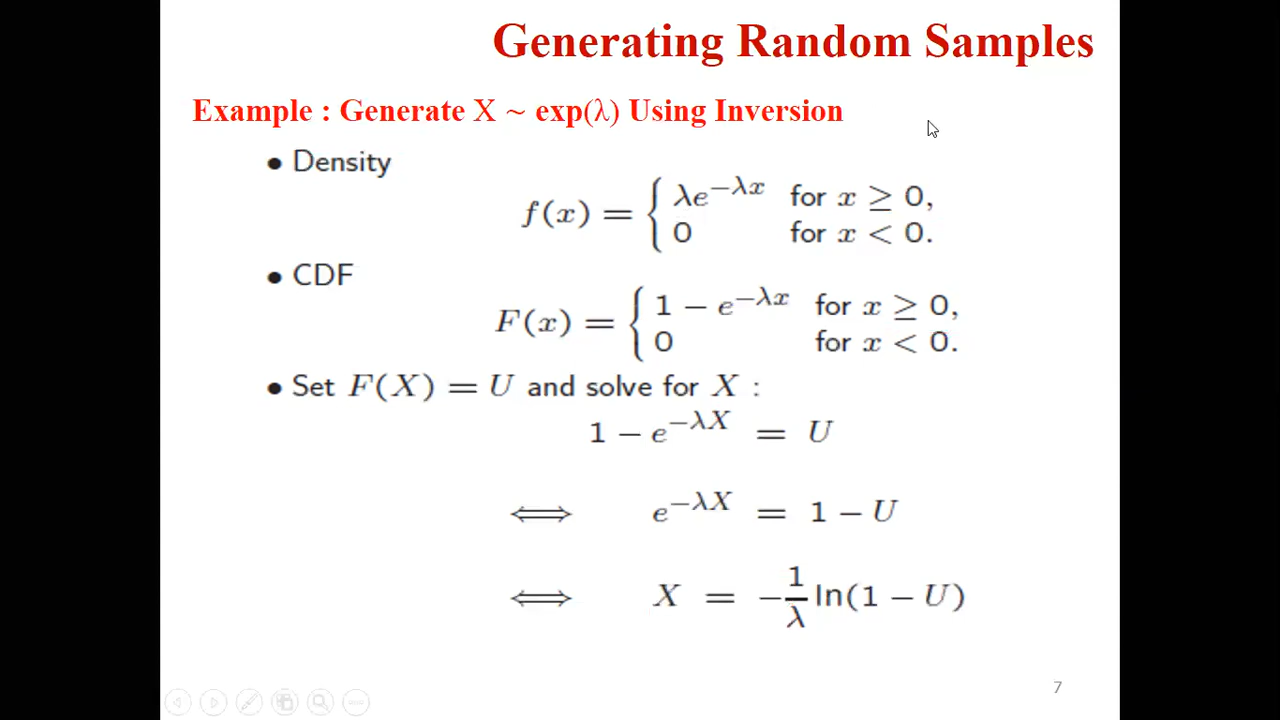 Generating Random Samples
Example : Generate X ~ exp(λ) Using Inversion
• Density
f(x) = { λe^{−λx} for x ≥ 0,
0 for x < 0.
• CDF
F(x) = { 1 − e^{−λx} for x ≥ 0,
0 for x < 0.
• Set F(X) = U and solve for X :
1 − e^{−λX} = U
⟺ e^{−λX} = 1 − U
⟺ X = −\frac{1}{λ} ln(1 − U)
7